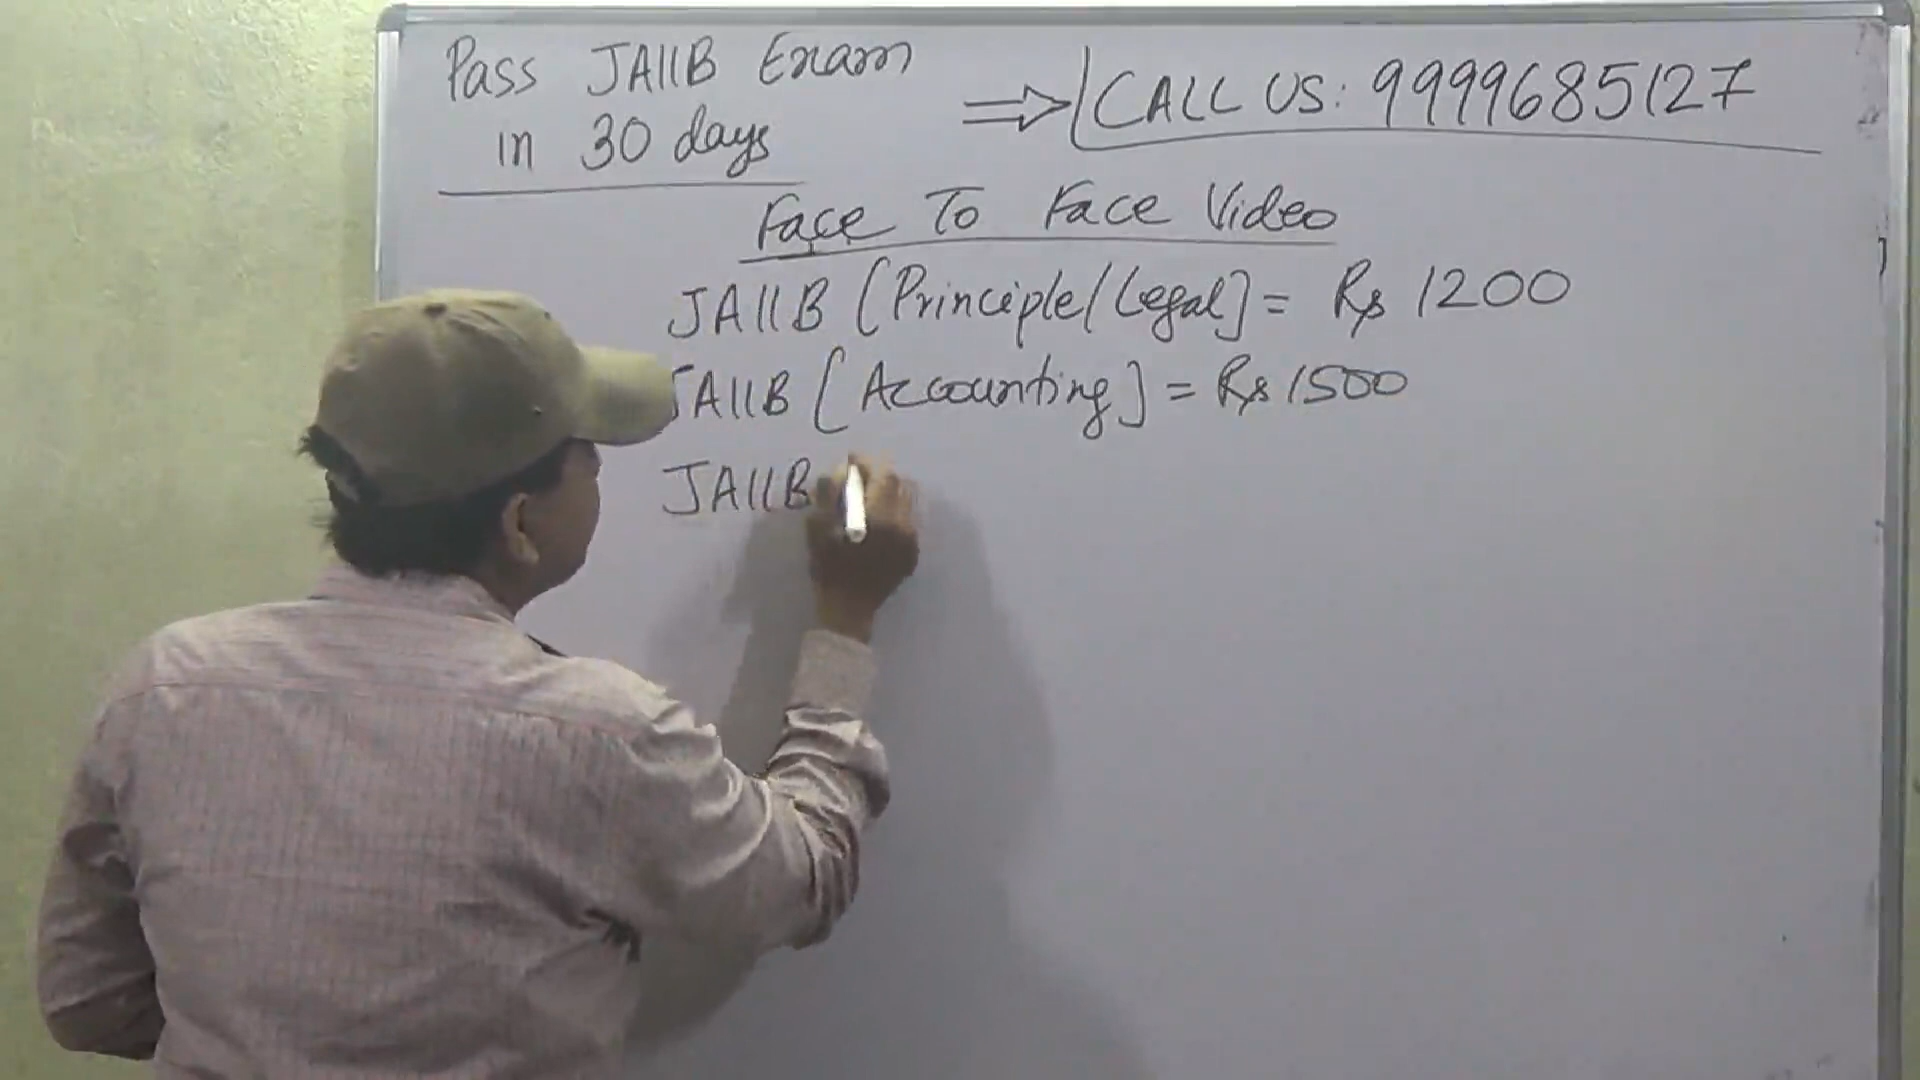 Pass JAIIB Exam
in 30 days
⇒ CALL US: 9999685127
Face To Face Video
JAIIB [Principle/Legal] = Rs 1200
JAIIB [Accounting] = Rs 1500
JAIIB